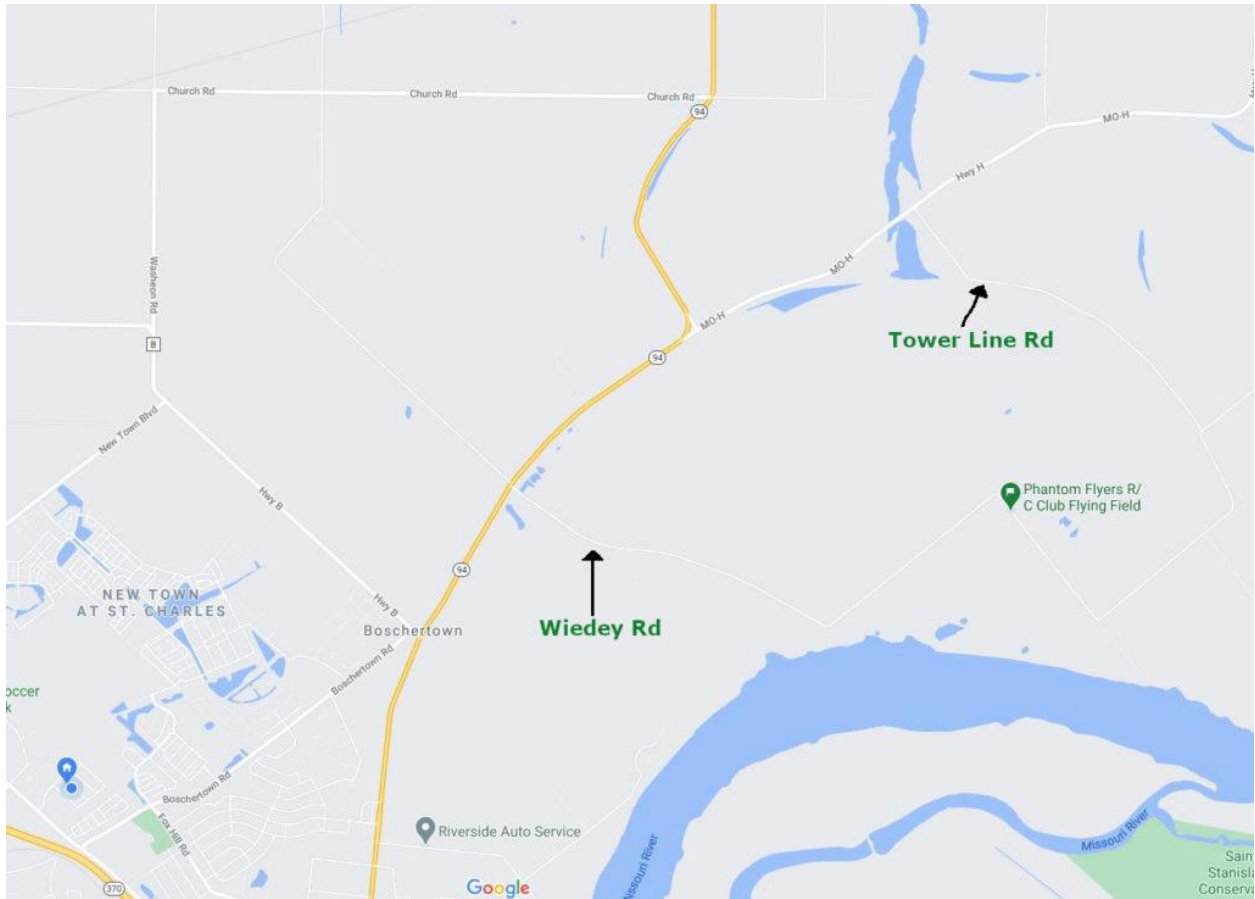 Church Rd
Church Rd
Church Rd
94
MO-H
Hwy H
MO-H
Washeon Rd
MO-H
Tower Line Rd
B
94
New Town Blvd
Hwy B
Phantom Flyers R/
C Club Flying Field
94
NEW TOWN
AT ST. CHARLES
Hwy B
Boschertown
Wiedey Rd
Boschertown Rd
occer
k
Boschertown Rd
Fox Hill Rd
Riverside Auto Service
Missouri River
Missouri River
370
Google
Saint
Stanisla
Conserva